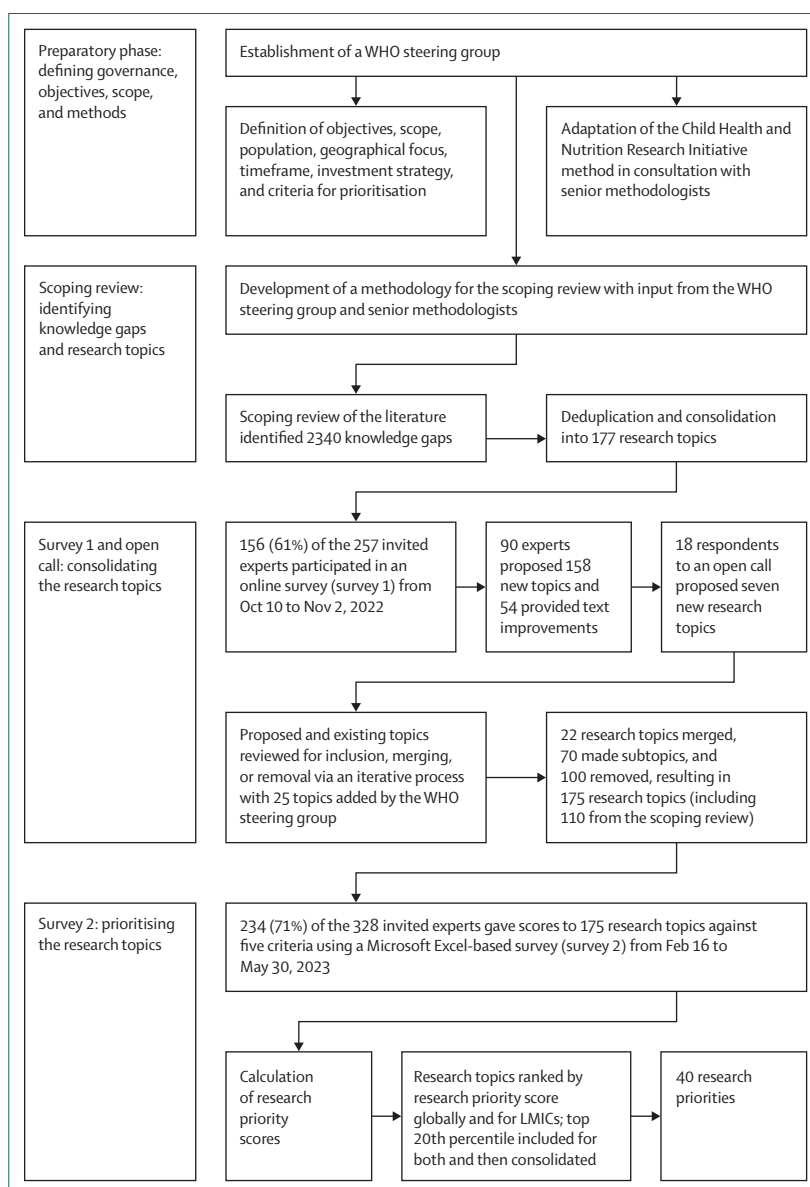 Preparatory phase:
defining governance,
objectives, scope,
and methods
Establishment of a WHO steering group
Definition of objectives, scope,
population, geographical focus,
timeframe, investment strategy,
and criteria for prioritisation
Adaptation of the Child Health and
Nutrition Research Initiative
method in consultation with
senior methodologists
Scoping review:
identifying
knowledge gaps
and research topics
Development of a methodology for the scoping review with input from the WHO
steering group and senior methodologists
Scoping review of the literature
identified 2340 knowledge gaps
Deduplication and consolidation
into 177 research topics
Survey 1 and open
call: consolidating
the research topics
156 (61%) of the 257 invited
experts participated in an
online survey (survey 1) from
Oct 10 to Nov 2, 2022
90 experts
proposed 158
new topics and
54 provided text
improvements
18 respondents
to an open call
proposed seven
new research
topics
Proposed and existing topics
reviewed for inclusion, merging,
or removal via an iterative process
with 25 topics added by the WHO
steering group
22 research topics merged,
70 made subtopics, and
100 removed, resulting in
175 research topics (including
110 from the scoping review)
Survey 2: prioritising
the research topics
234 (71%) of the 328 invited experts gave scores to 175 research topics against
five criteria using a Microsoft Excel-based survey (survey 2) from Feb 16 to
May 30, 2023
Calculation
of research
priority
scores
Research topics ranked by
research priority score
globally and for LMICs; top
20th percentile included for
both and then consolidated
40 research
priorities